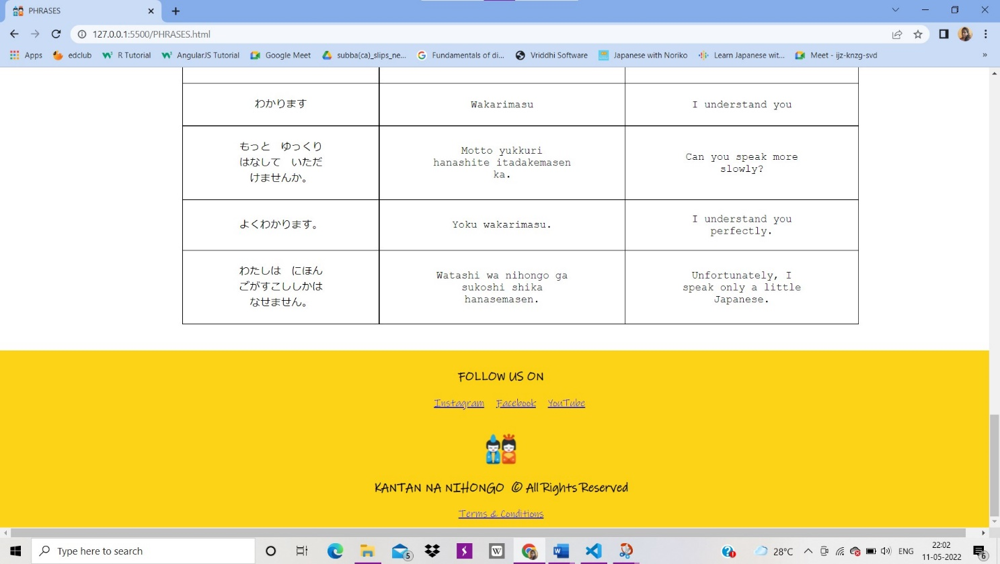 PHRASES
127.0.0.1:5500/PHRASES.html
Apps edclub R Tutorial AngularJS Tutorial Google Meet subba(ca)_slips_ne... Fundamentals of di... Vriddhi Software Japanese with Noriko Learn Japanese wit... Meet - ijz-knzg-svd »
わかります
Wakarimasu
I understand you
もっと　ゆっくり
はなして　いただ
けませんか。
Motto yukkuri
hanashite itadakemasen
ka.
Can you speak more
slowly?
よくわかります。
Yoku wakarimasu.
I understand you
perfectly.
わたしは　にほん
ごがすこししかは
なせません。
Watashi wa nihongo ga
sukoshi shika
hanasemasen.
Unfortunately, I
speak only a little
Japanese.
FOLLOW US ON
Instagram Facebook YouTube
KANTAN NA NIHONGO © All Rights Reserved
Terms & Conditions
Type here to search
5
W
W
28°C
ENG
22:02
11-05-2022
6